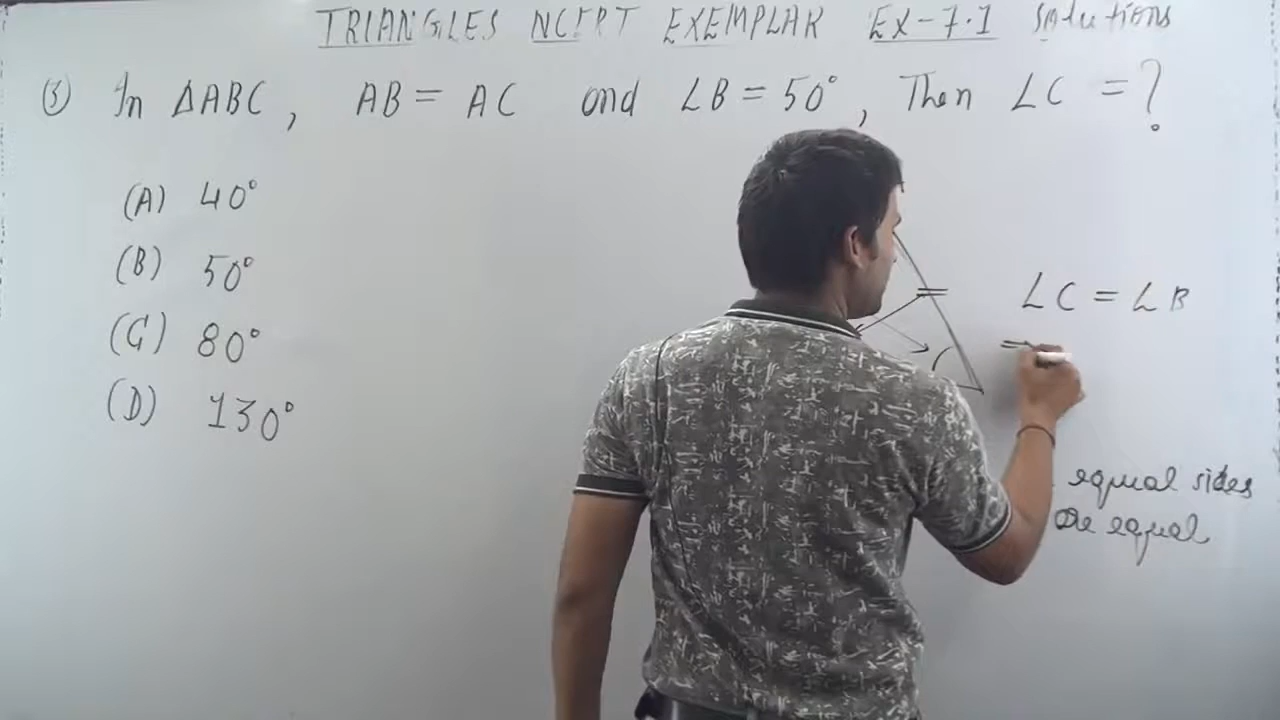 TRIANGLES NCERT EXEMPLAR EX-7.1 Solutions
(3) In ΔABC, AB = AC and ∠B = 50°, Then ∠C = ?
(A) 40°
(B) 50°
(C) 80°
(D) 130°
∠C = ∠B
equal sides
are equal